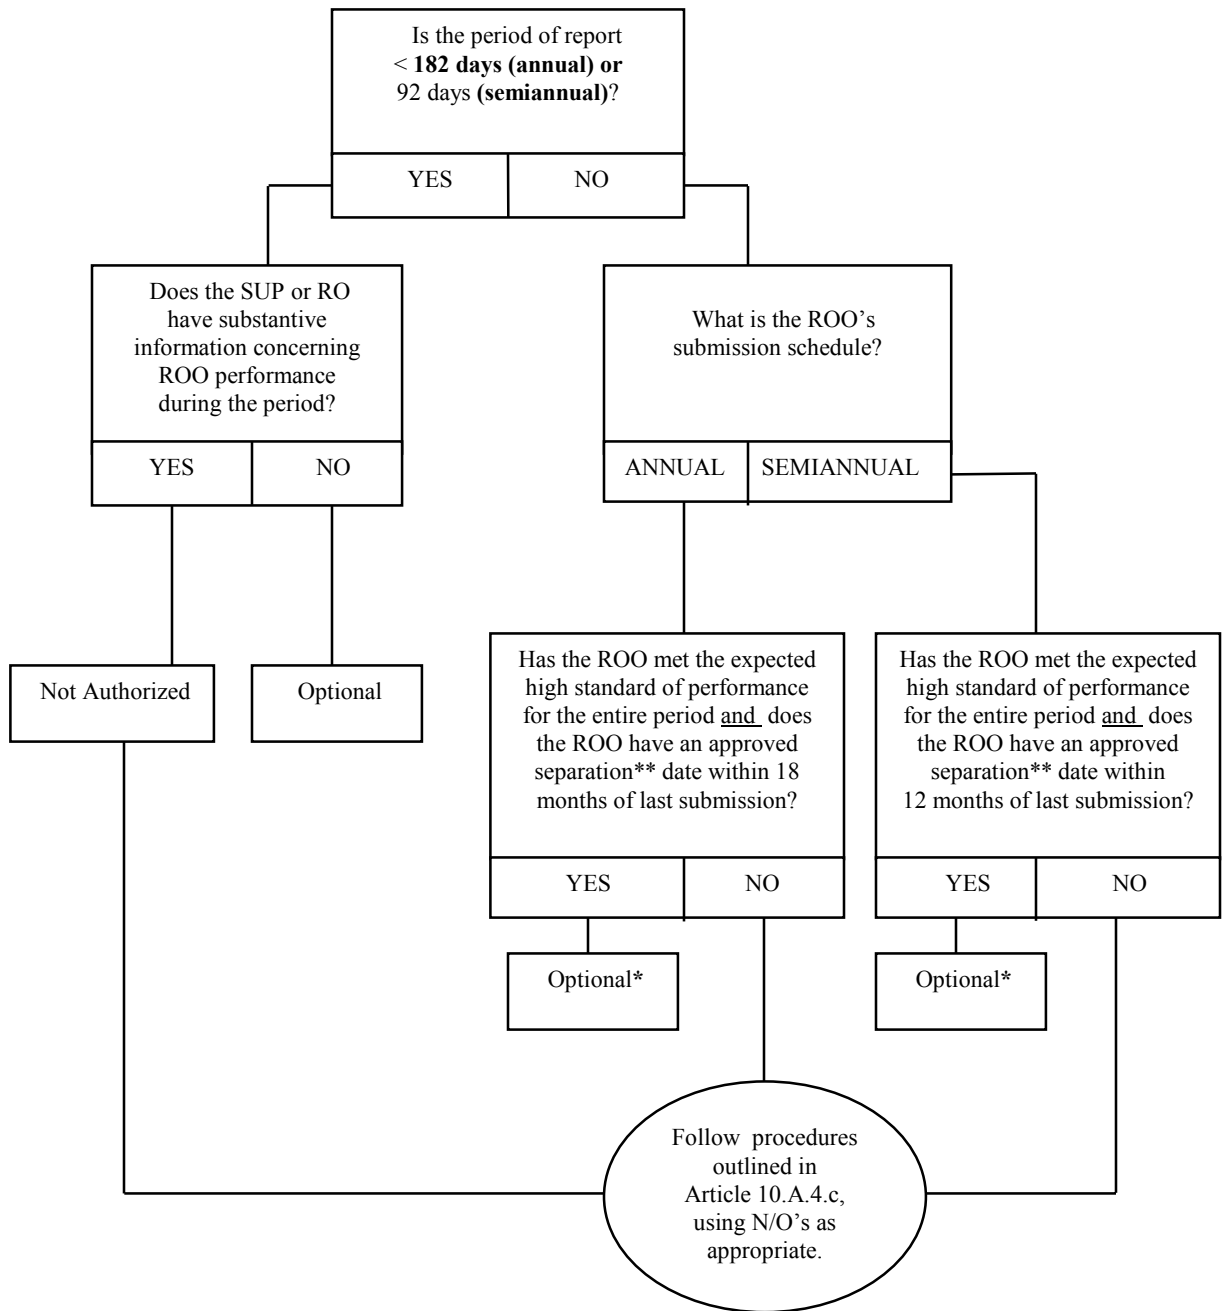 Is the period of report
< 182 days (annual) or
92 days (semiannual)?
YES
NO
Does the SUP or RO
have substantive
information concerning
ROO performance
during the period?
YES
NO
What is the ROO’s
submission schedule?
ANNUAL
SEMIANNUAL
Not Authorized
Optional
Has the ROO met the expected
high standard of performance
for the entire period and does
the ROO have an approved
separation** date within 18
months of last submission?
YES
NO
Has the ROO met the expected
high standard of performance
for the entire period and does
the ROO have an approved
separation** date within
12 months of last submission?
YES
NO
Optional*
Optional*
Follow procedures
outlined in
Article 10.A.4.c,
using N/O’s as
appropriate.